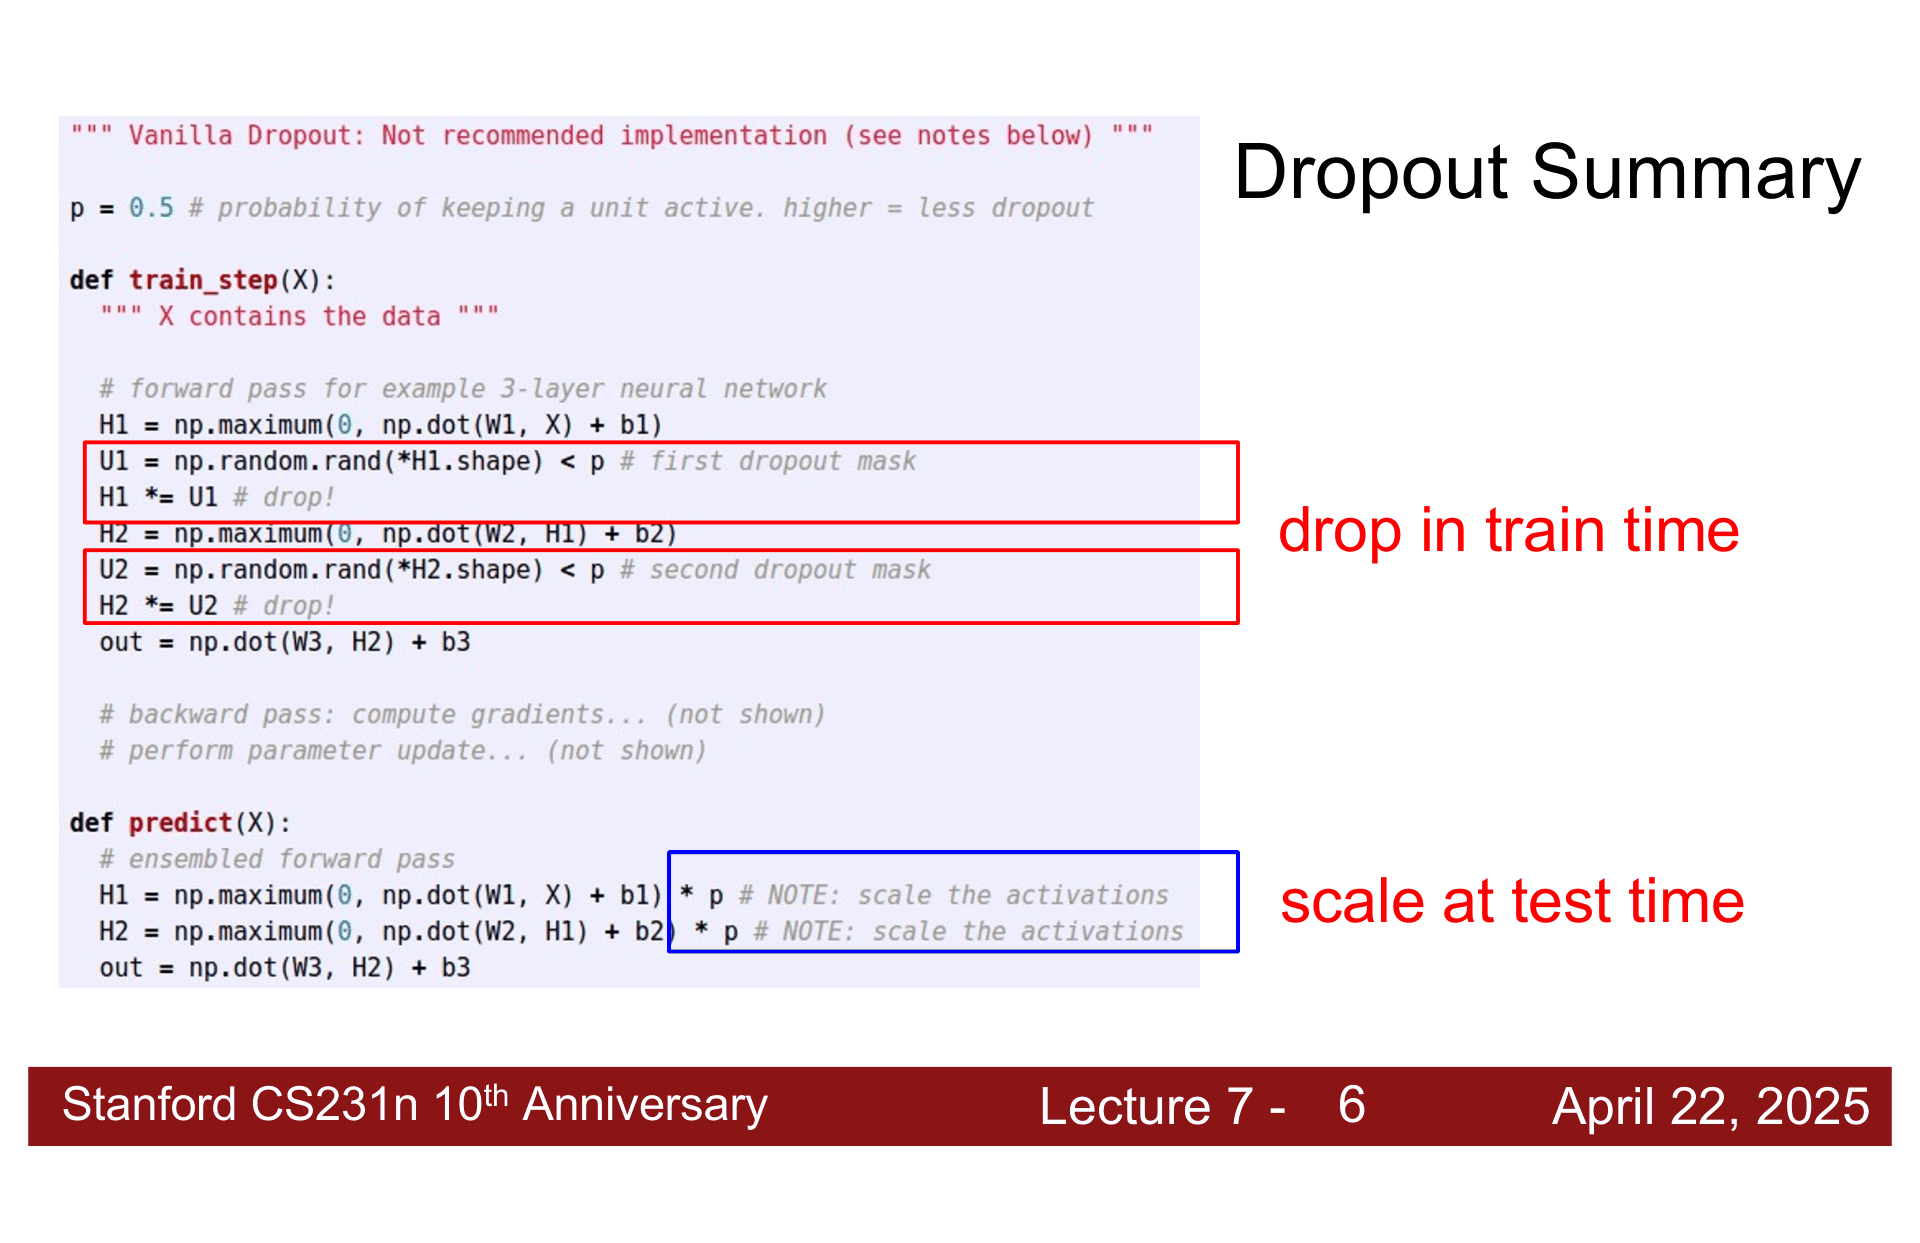 Dropout Summary
""" Vanilla Dropout: Not recommended implementation (see notes below) """
p = 0.5 # probability of keeping a unit active. higher = less dropout
def train_step(X):
  """ X contains the data """
  # forward pass for example 3-layer neural network
  H1 = np.maximum(0, np.dot(W1, X) + b1)
  U1 = np.random.rand(*H1.shape) < p # first dropout mask
  H1 *= U1 # drop!
  H2 = np.maximum(0, np.dot(W2, H1) + b2)
  U2 = np.random.rand(*H2.shape) < p # second dropout mask
  H2 *= U2 # drop!
  out = np.dot(W3, H2) + b3
  # backward pass: compute gradients... (not shown)
  # perform parameter update... (not shown)
drop in train time
def predict(X):
  # ensembled forward pass
  H1 = np.maximum(0, np.dot(W1, X) + b1) * p # NOTE: scale the activations
  H2 = np.maximum(0, np.dot(W2, H1) + b2) * p # NOTE: scale the activations
  out = np.dot(W3, H2) + b3
scale at test time
Stanford CS231n 10th Anniversary
Lecture 7 - 6
April 22, 2025